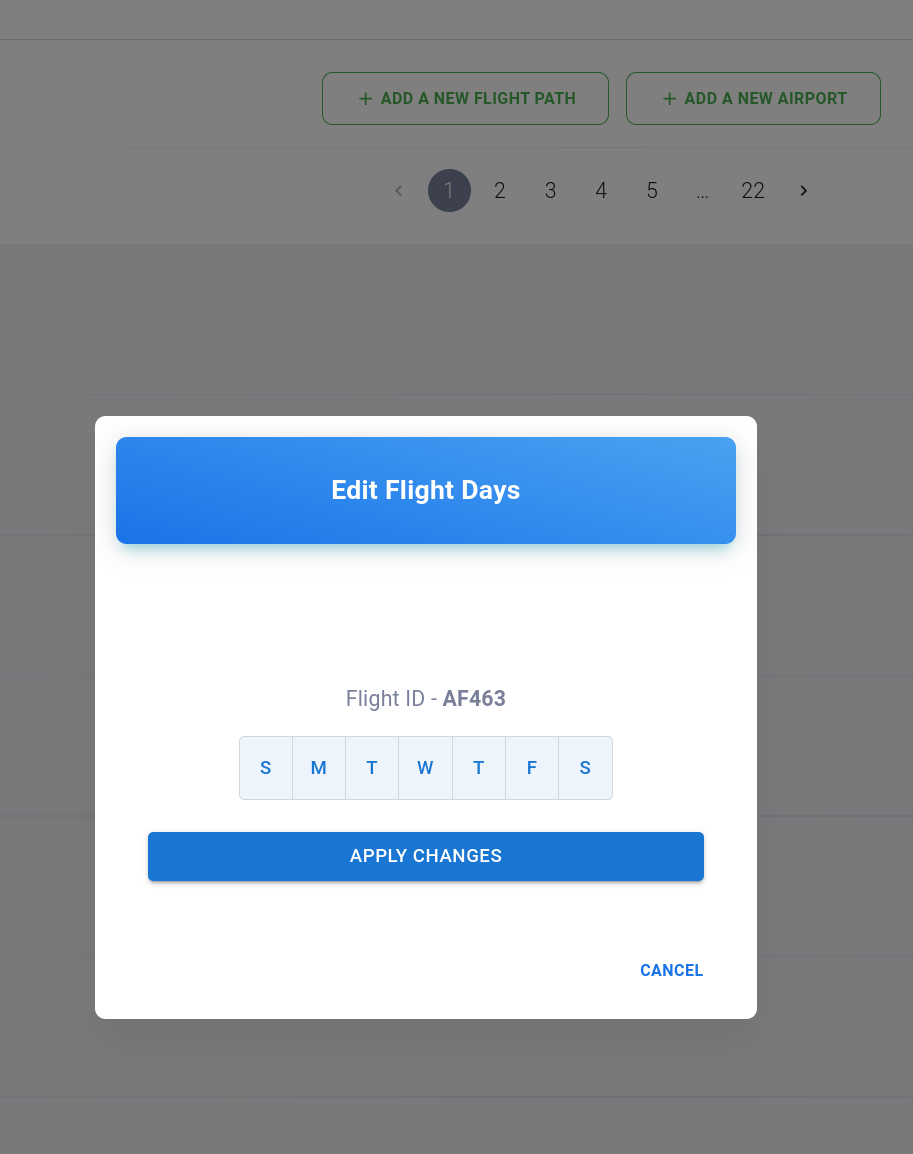 + ADD A NEW FLIGHT PATH + ADD A NEW AIRPORT
‹ 1 2 3 4 5 … 22 ›
Edit Flight Days
Flight ID - AF463
S M T W T F S
APPLY CHANGES
CANCEL